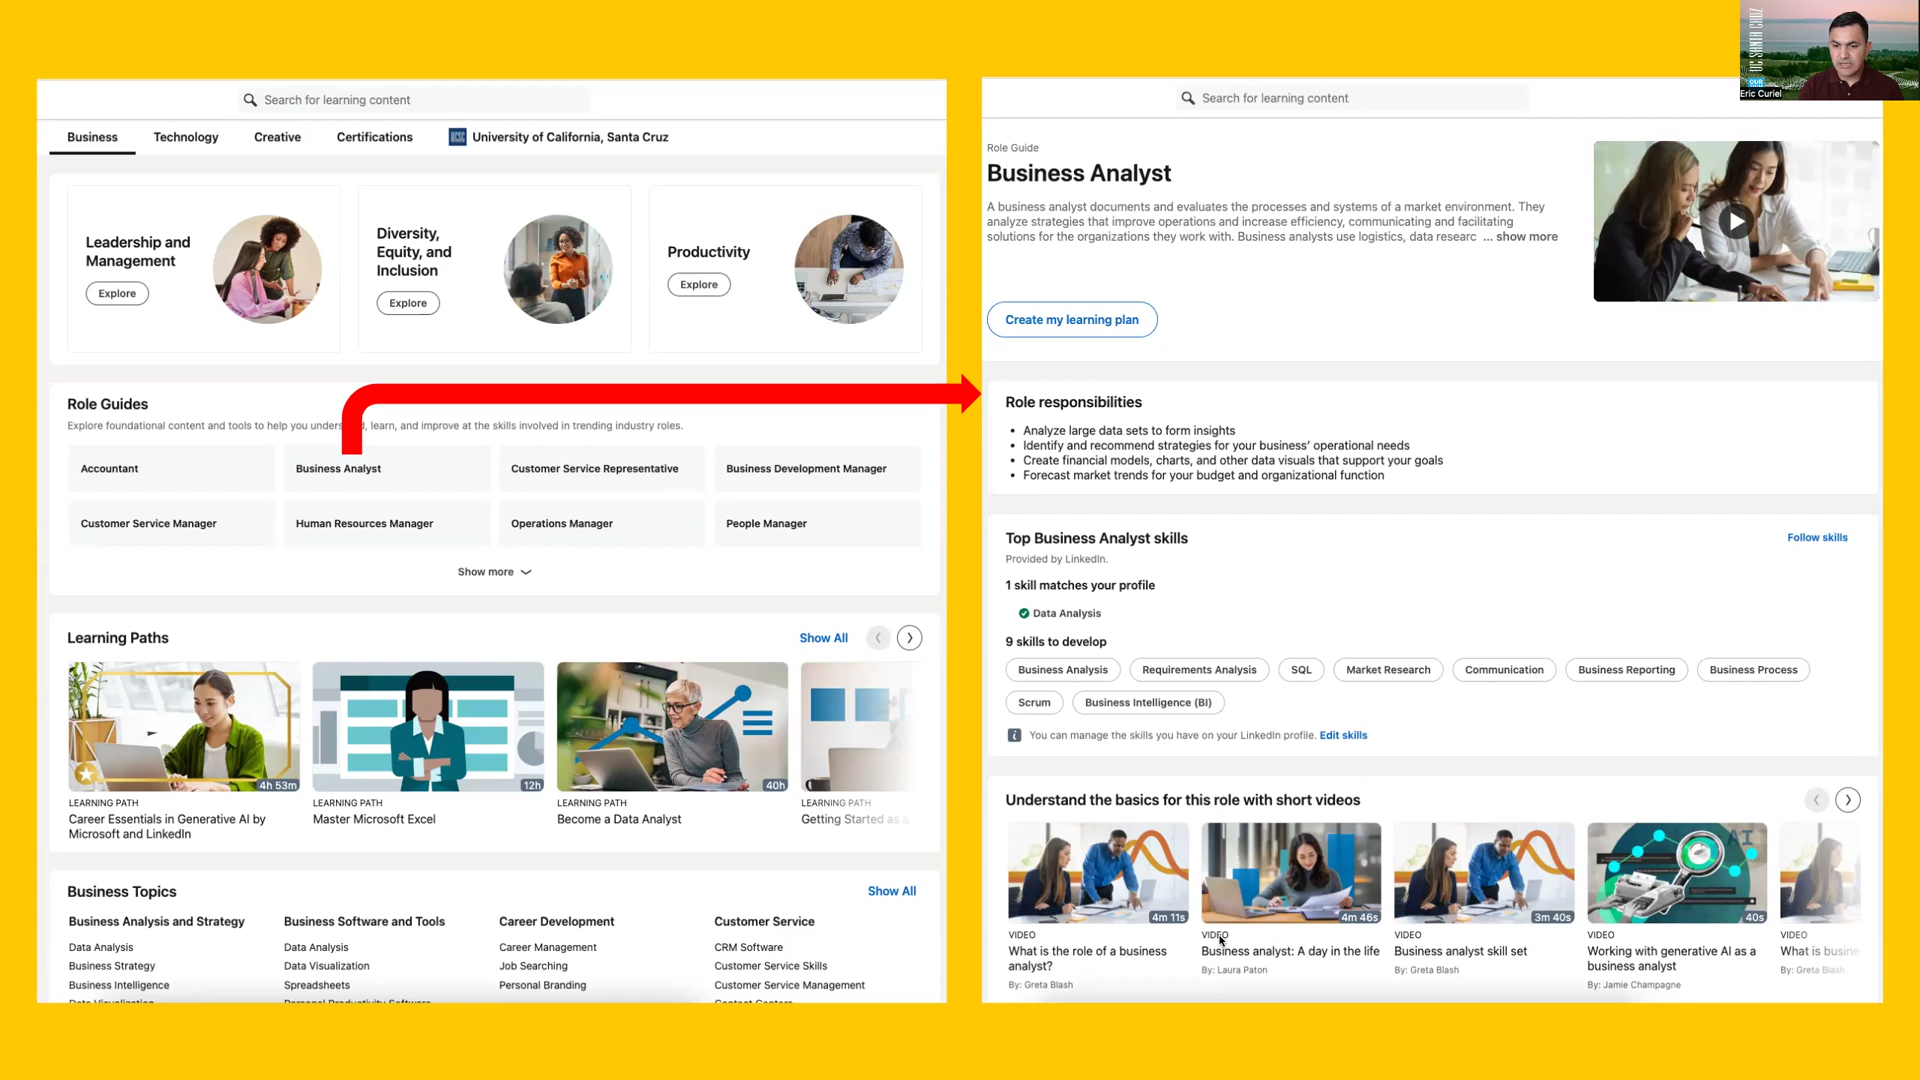 Search for learning content
Business
Technology
Creative
Certifications
UCSC
University of California, Santa Cruz
Leadership and
Management
Explore
Diversity,
Equity, and
Inclusion
Explore
Productivity
Explore
Role Guides
Explore foundational content and tools to help you learn, and improve at the skills involved in trending industry roles.
Accountant
Business Analyst
Customer Service Representative
Business Development Manager
Customer Service Manager
Human Resources Manager
Operations Manager
People Manager
Show more
Learning Paths
Show All
4h 53m
LEARNING PATH
Career Essentials in Generative AI by
Microsoft and LinkedIn
12h
LEARNING PATH
Master Microsoft Excel
40h
LEARNING PATH
Become a Data Analyst
LEARNING PATH
Getting Started as a
Business Topics
Show All
Business Analysis and Strategy
Data Analysis
Business Strategy
Business Intelligence
Data Visualization
Business Software and Tools
Data Analysis
Data Visualization
Spreadsheets
Personal Productivity Software
Career Development
Career Management
Job Searching
Personal Branding
Customer Service
CRM Software
Customer Service Skills
Customer Service Management
Contact Centers
Search for learning content
Role Guide
Business Analyst
A business analyst documents and evaluates the processes and systems of a market environment. They
analyze strategies that improve operations and increase efficiency, communicating and facilitating
solutions for the organizations they work with. Business analysts use logistics, data researc ... show more
Create my learning plan
Role responsibilities
• Analyze large data sets to form insights
• Identify and recommend strategies for your business' operational needs
• Create financial models, charts, and other data visuals that support your goals
• Forecast market trends for your budget and organizational function
Top Business Analyst skills
Follow skills
Provided by LinkedIn.
1 skill matches your profile
Data Analysis
9 skills to develop
Business Analysis
Requirements Analysis
SQL
Market Research
Communication
Business Reporting
Business Process
Scrum
Business Intelligence (BI)
You can manage the skills you have on your LinkedIn profile. Edit skills
Understand the basics for this role with short videos
4m 11s
VIDEO
What is the role of a business
analyst?
By: Greta Blash
4m 46s
VIDEO
Business analyst: A day in the life
By: Laura Paton
3m 40s
VIDEO
Business analyst skill set
By: Greta Blash
AI
40s
VIDEO
Working with generative AI as a
business analyst
By: Jamie Champagne
VIDEO
What is busine
By: Greta Blash
UC SANTA CRUZ
OUR
Eric Curiel